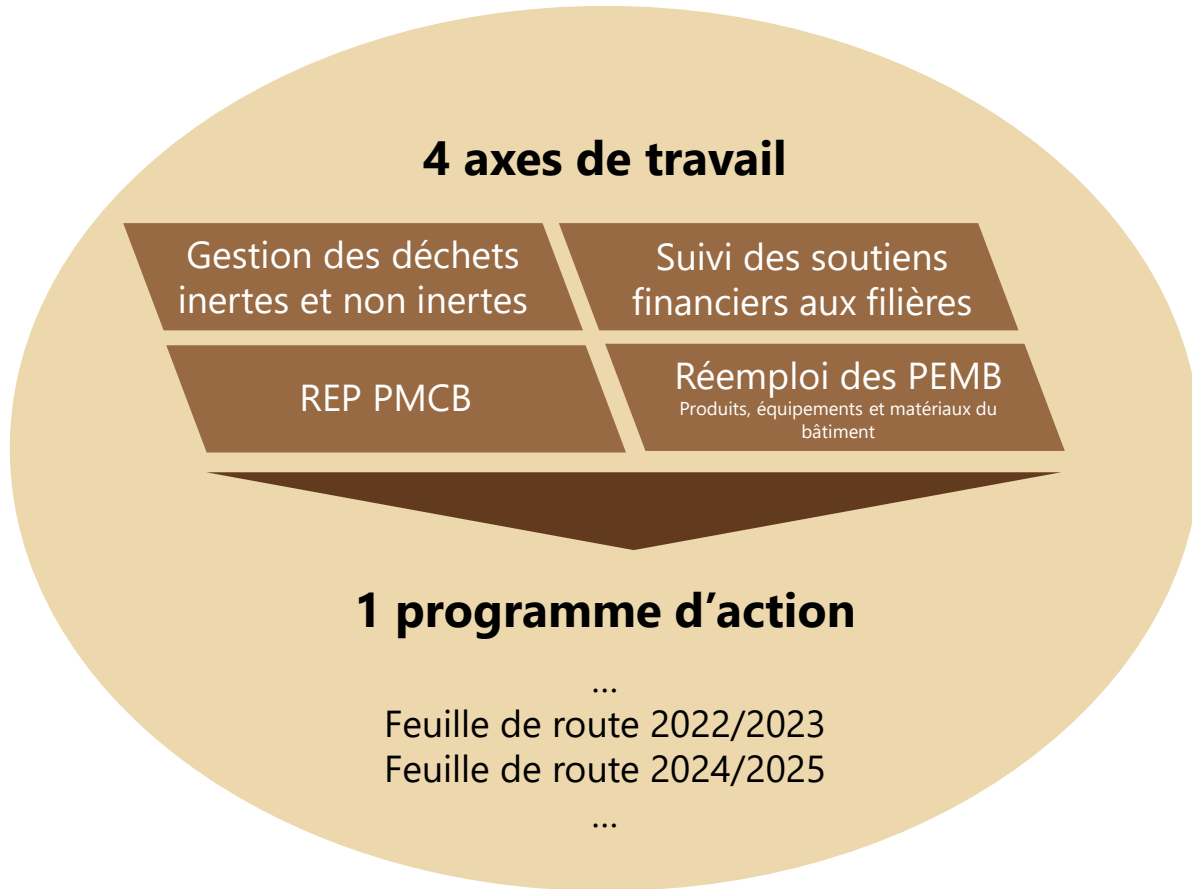 4 axes de travail
Gestion des déchets
inertes et non inertes
Suivi des soutiens
financiers aux filières
REP PMCB
Réemploi des PEMB
Produits, équipements et matériaux du
bâtiment
1 programme d’action
…
Feuille de route 2022/2023
Feuille de route 2024/2025
…